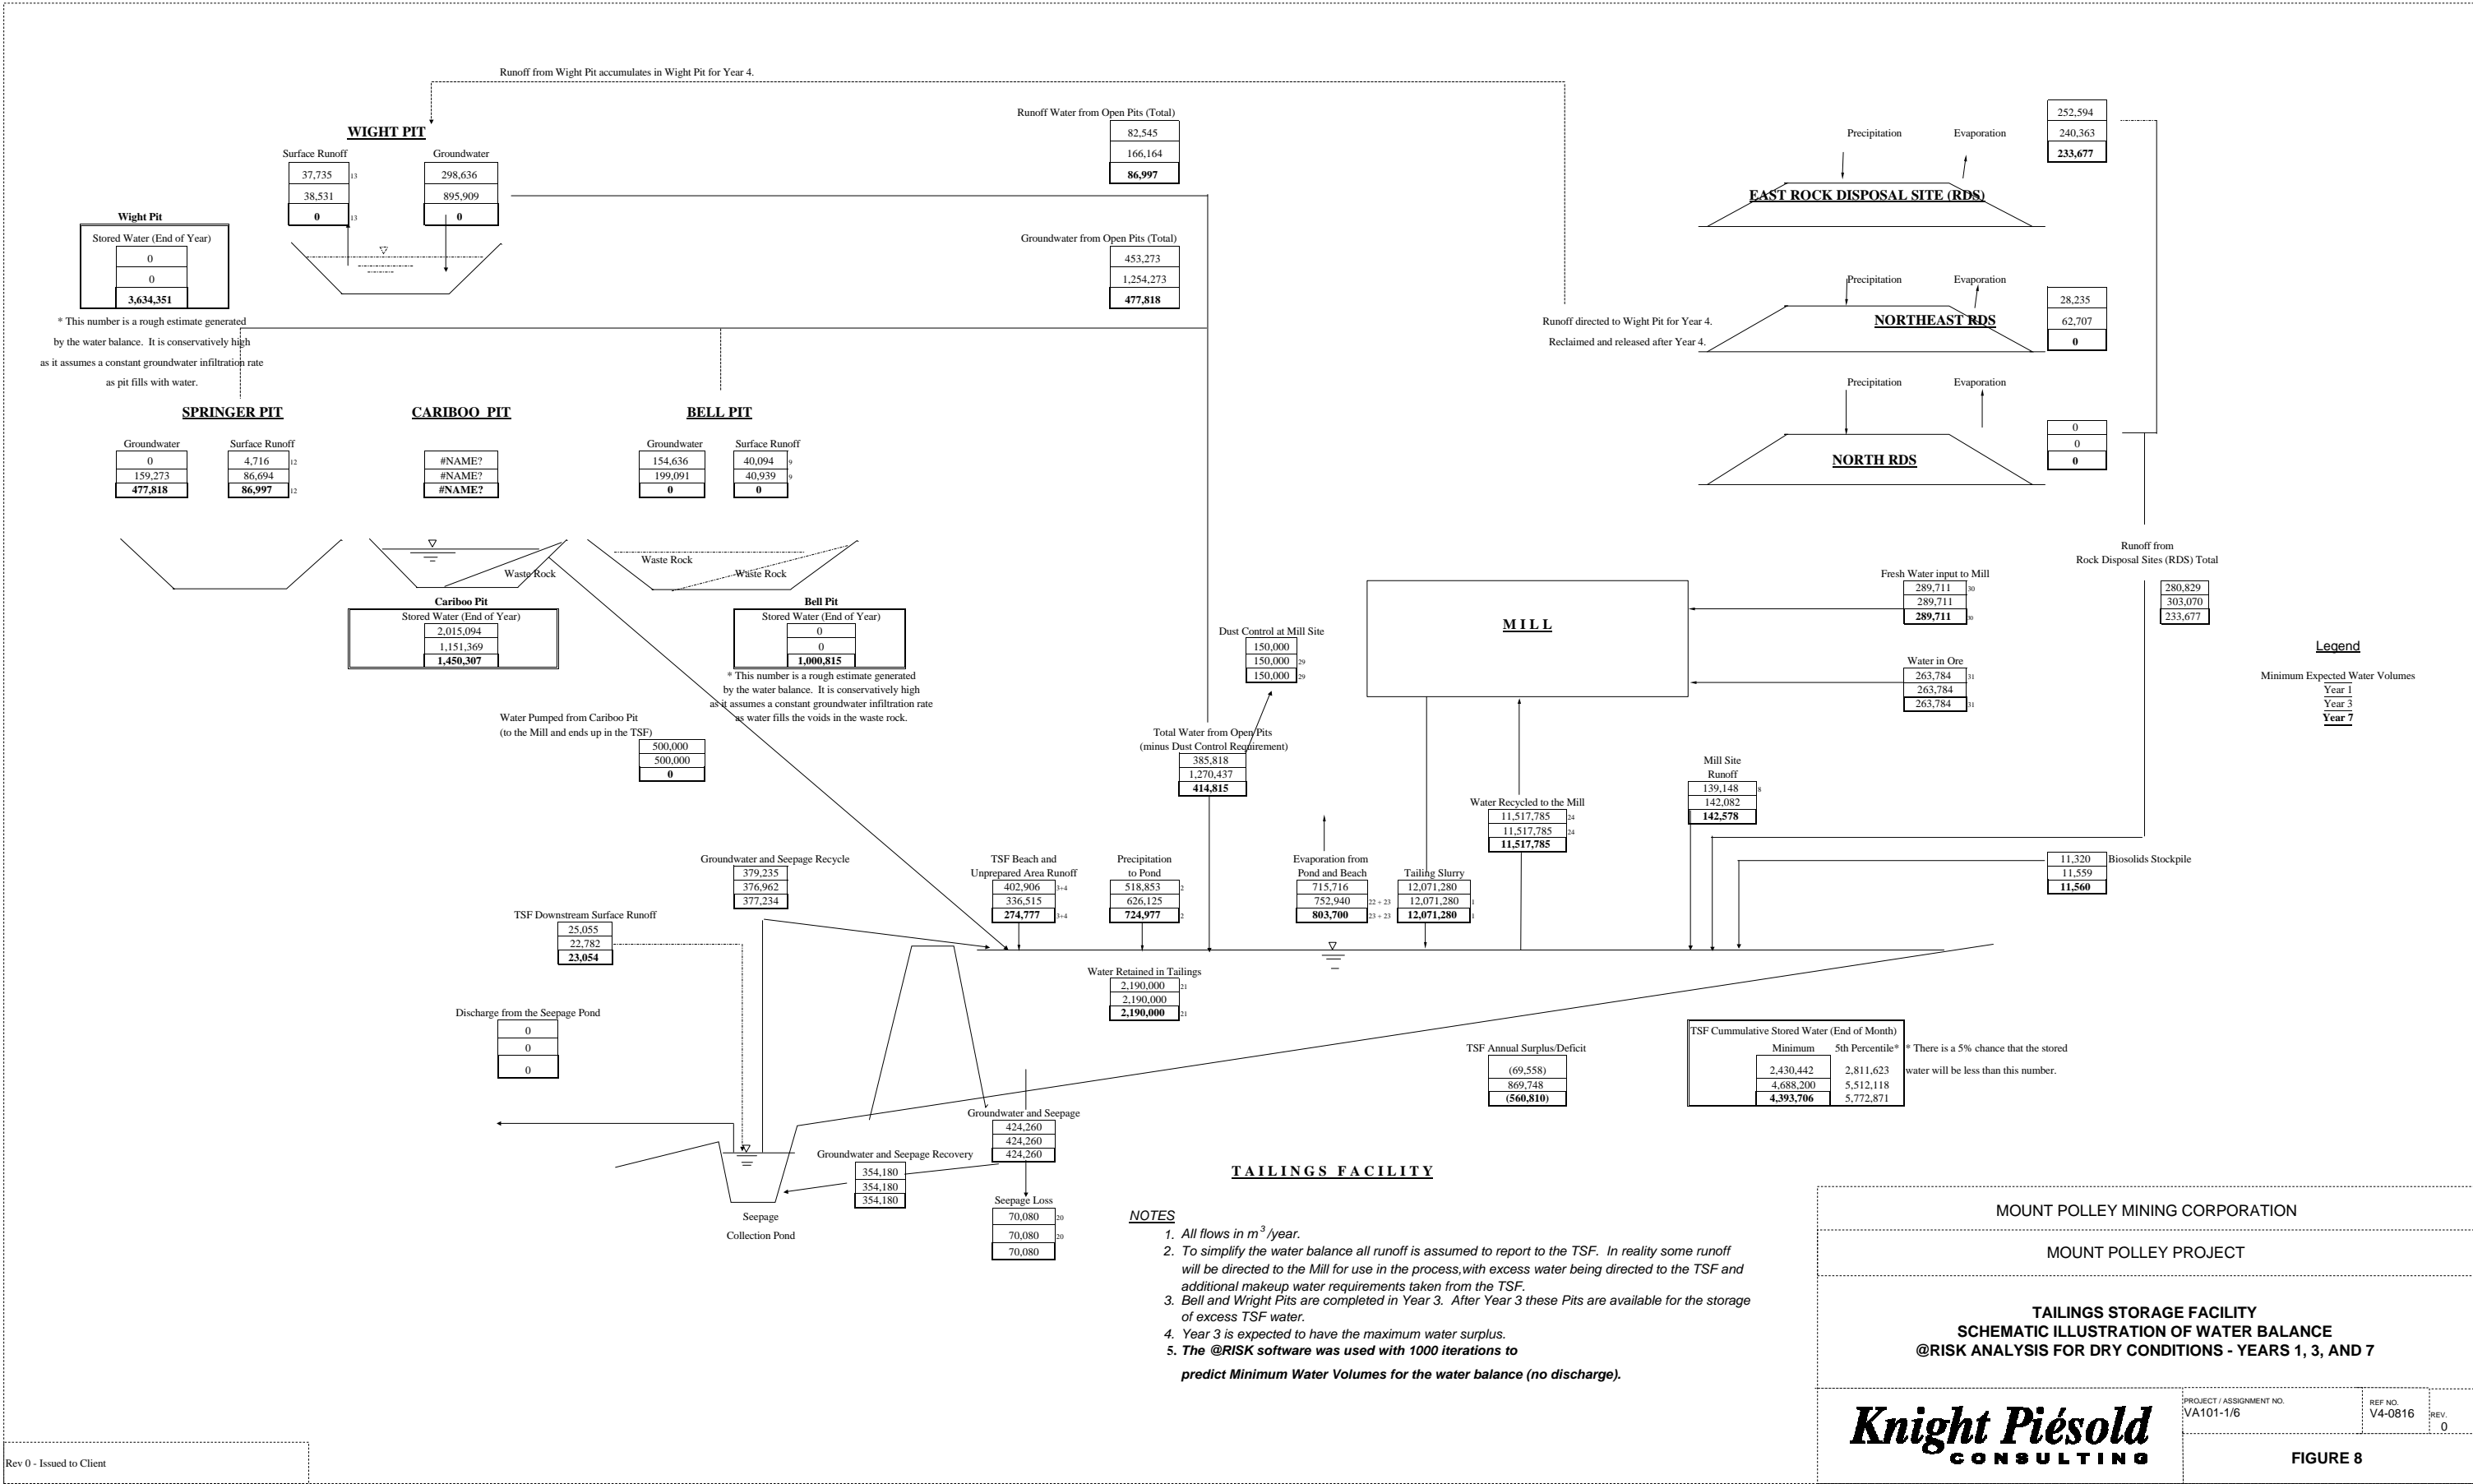 Runoff from Wight Pit accumulates in Wight Pit for Year 4.
WIGHT PIT
Surface Runoff
37,735 13
38,531
0 13
Groundwater
298,636
895,909
0
Wight Pit
Stored Water (End of Year)
0
0
3,634,351
* This number is a rough estimate generated
by the water balance. It is conservatively high
as it assumes a constant groundwater infiltration rate
as pit fills with water.
Runoff Water from Open Pits (Total)
82,545
166,164
86,997
Groundwater from Open Pits (Total)
453,273
1,254,273
477,818
Precipitation
Evaporation
252,594
240,363
233,677
EAST ROCK DISPOSAL SITE (RDS)
Precipitation
Evaporation
28,235
62,707
0
Runoff directed to Wight Pit for Year 4.
Reclaimed and released after Year 4.
NORTHEAST RDS
Precipitation
Evaporation
0
0
0
NORTH RDS
SPRINGER PIT
Groundwater
0
159,273
477,818
Surface Runoff
4,716 12
86,694
86,997 12
CARIBOO PIT
#NAME?
#NAME?
#NAME?
BELL PIT
Groundwater
154,636
199,091
0
Surface Runoff
40,094 9
40,939 9
0
Waste Rock
Waste Rock
Waste Rock
Cariboo Pit
Stored Water (End of Year)
2,015,094
1,151,369
1,450,307
Bell Pit
Stored Water (End of Year)
0
0
1,000,815
* This number is a rough estimate generated
by the water balance. It is conservatively high
as it assumes a constant groundwater infiltration rate
as water fills the voids in the waste rock.
Water Pumped from Cariboo Pit
(to the Mill and ends up in the TSF)
500,000
500,000
0
Dust Control at Mill Site
150,000
150,000 29
150,000 29
Total Water from Open Pits
(minus Dust Control Requirement)
385,818
1,270,437
414,815
MILL
Fresh Water input to Mill
289,711 30
289,711
289,711 30
Water in Ore
263,784 31
263,784
263,784 31
Runoff from
Rock Disposal Sites (RDS) Total
280,829
303,070
233,677
Legend
Minimum Expected Water Volumes
Year 1
Year 3
Year 7
Water Recycled to the Mill
11,517,785 24
11,517,785 24
11,517,785
Mill Site
Runoff
139,148 8
142,082
142,578
11,320 Biosolids Stockpile
11,559
11,560
Groundwater and Seepage Recycle
379,235
376,962
377,234
TSF Beach and
Unprepared Area Runoff
402,906 3+4
336,515
274,777 3+4
Precipitation
to Pond
518,853 2
626,125
724,977 2
Evaporation from
Pond and Beach
715,716
752,940 22 + 23
803,700 23 + 23
Tailing Slurry
12,071,280
12,071,280 1
12,071,280 1
TSF Downstream Surface Runoff
25,055
22,782
23,054
Water Retained in Tailings
2,190,000 21
2,190,000
2,190,000 21
Discharge from the Seepage Pond
0
0
0
TSF Annual Surplus/Deficit
(69,558)
869,748
(560,810)
TSF Cummulative Stored Water (End of Month)
Minimum 5th Percentile* * There is a 5% chance that the stored
2,430,442 2,811,623 water will be less than this number.
4,688,200 5,512,118
4,393,706 5,772,871
Groundwater and Seepage
424,260
424,260
424,260
Groundwater and Seepage Recovery
354,180
354,180
354,180
Seepage Loss
70,080 20
70,080 20
70,080
Seepage
Collection Pond
TAILINGS FACILITY
NOTES
1. All flows in m3/year.
2. To simplify the water balance all runoff is assumed to report to the TSF. In reality some runoff
will be directed to the Mill for use in the process,with excess water being directed to the TSF and
additional makeup water requirements taken from the TSF.
3. Bell and Wright Pits are completed in Year 3. After Year 3 these Pits are available for the storage
of excess TSF water.
4. Year 3 is expected to have the maximum water surplus.
5. The @RISK software was used with 1000 iterations to
predict Minimum Water Volumes for the water balance (no discharge).
MOUNT POLLEY MINING CORPORATION
MOUNT POLLEY PROJECT
TAILINGS STORAGE FACILITY
SCHEMATIC ILLUSTRATION OF WATER BALANCE
@RISK ANALYSIS FOR DRY CONDITIONS - YEARS 1, 3, AND 7
Knight Piésold
CONSULTING
PROJECT / ASSIGNMENT NO.
VA101-1/6
REF NO.
V4-0816
REV.
0
FIGURE 8
Rev 0 - Issued to Client